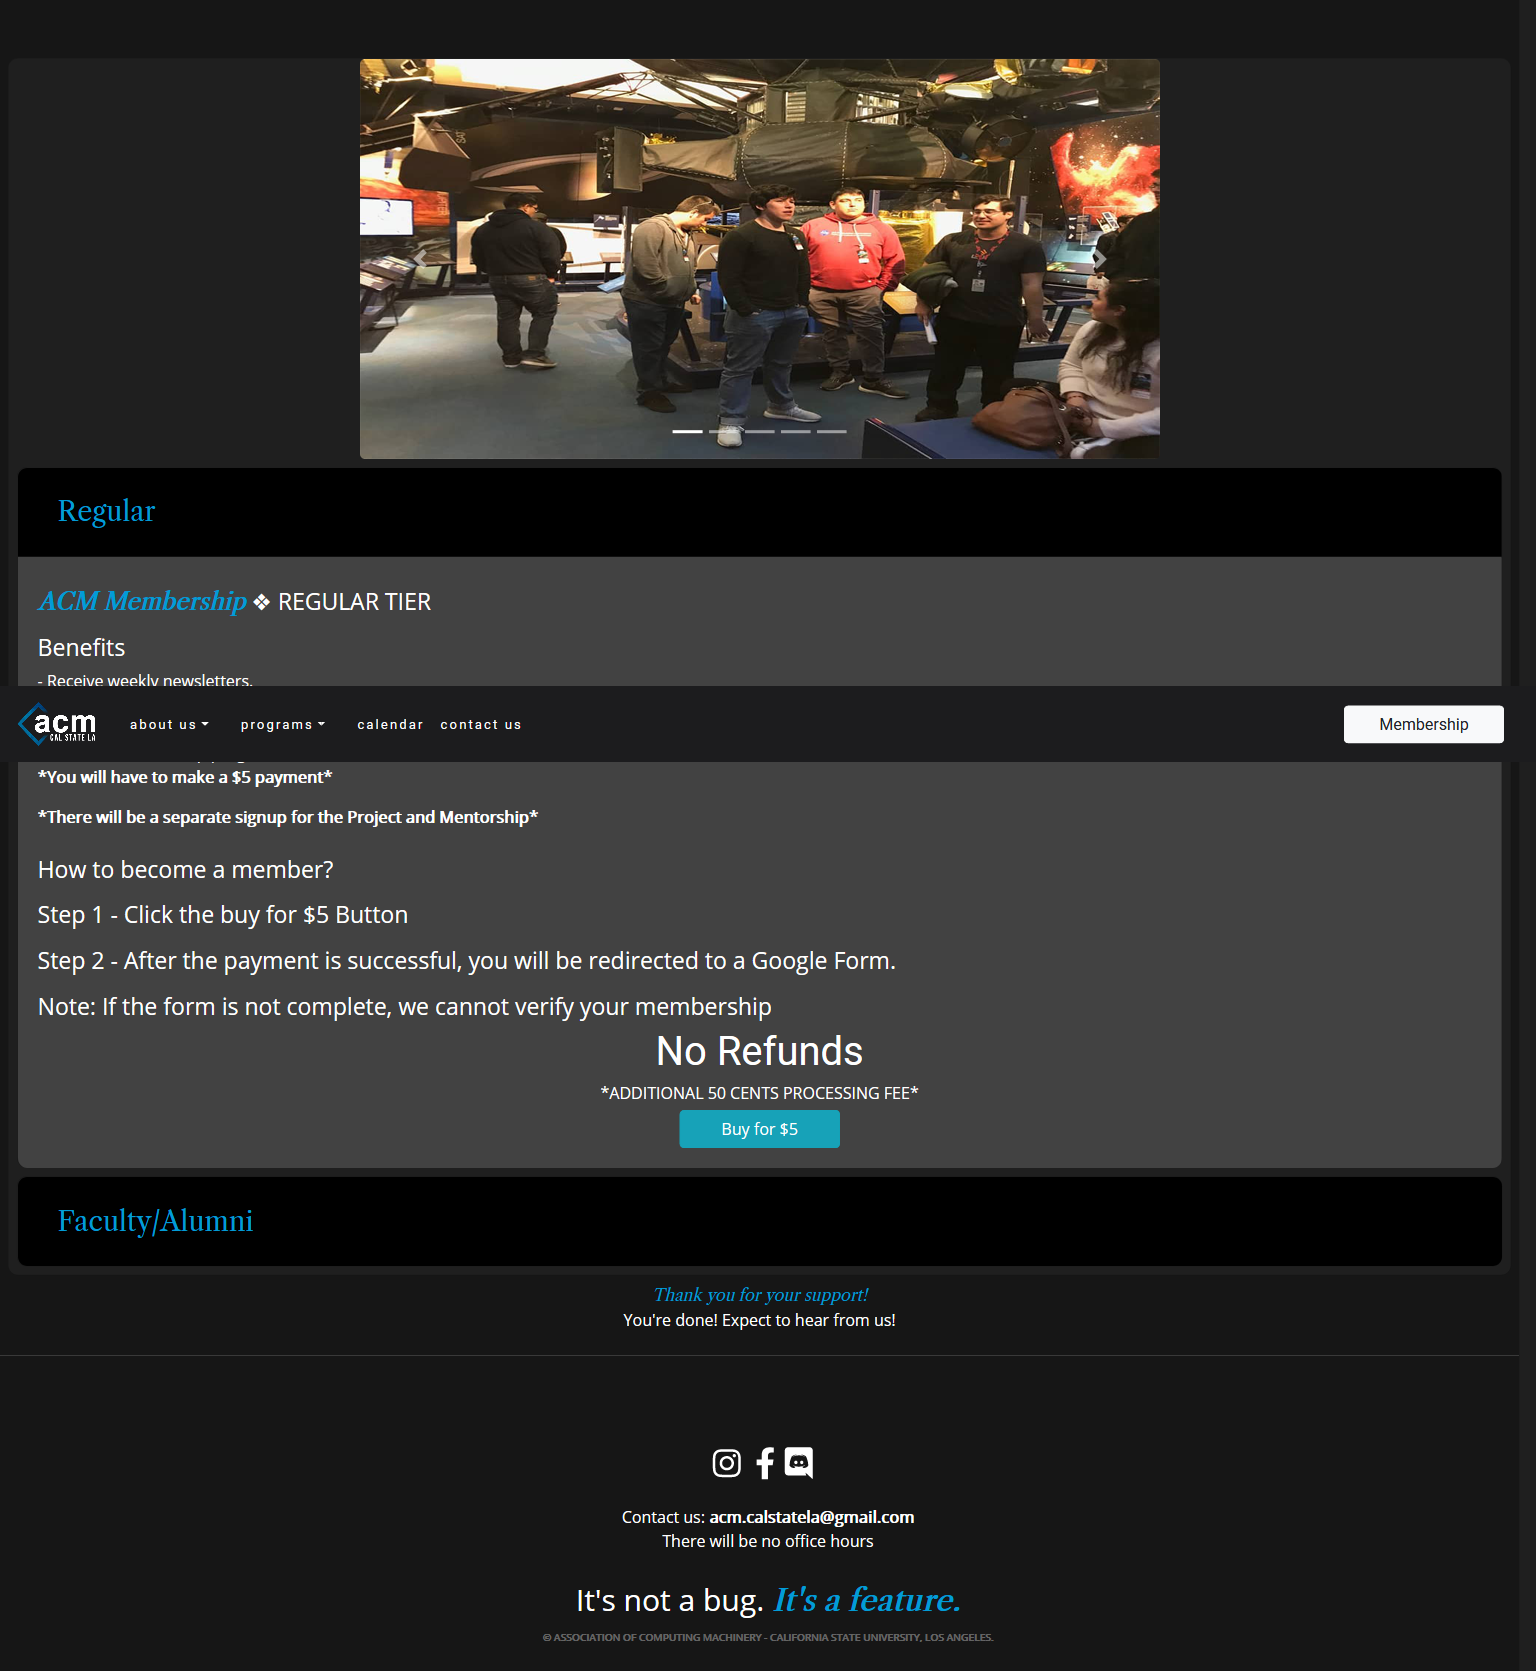 Regular
ACM Membership ❖ REGULAR TIER
Benefits
- Receive weekly newsletters.
acm
CAL STATE LA
about us
programs
calendar
contact us
Membership
*You will have to make a $5 payment*
*There will be a separate signup for the Project and Mentorship*
How to become a member?
Step 1 - Click the buy for $5 Button
Step 2 - After the payment is successful, you will be redirected to a Google Form.
Note: If the form is not complete, we cannot verify your membership
No Refunds
*ADDITIONAL 50 CENTS PROCESSING FEE*
Buy for $5
Faculty/Alumni
Thank you for your support!
You're done! Expect to hear from us!
Contact us: acm.calstatela@gmail.com
There will be no office hours
It's not a bug. It's a feature.
© ASSOCIATION OF COMPUTING MACHINERY - CALIFORNIA STATE UNIVERSITY, LOS ANGELES.